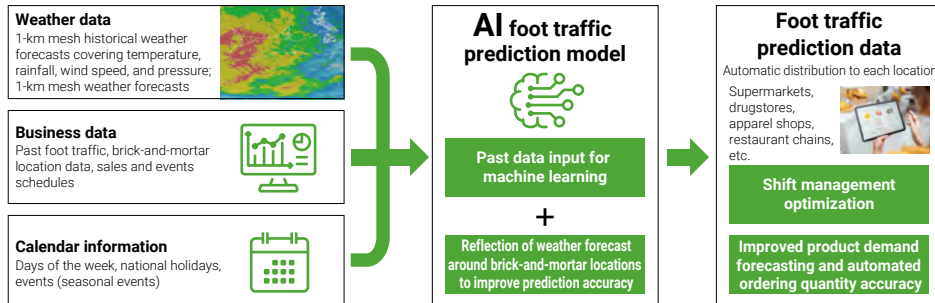 Weather data
1-km mesh historical weather
forecasts covering temperature,
rainfall, wind speed, and pressure;
1-km mesh weather forecasts
Business data
Past foot traffic, brick-and-mortar
location data, sales and events
schedules
Calendar information
Days of the week, national holidays,
events (seasonal events)
AI foot traffic
prediction model
Past data input for
machine learning
+
Reflection of weather forecast
around brick-and-mortar locations
to improve prediction accuracy
Foot traffic
prediction data
Automatic distribution to each location
Supermarkets,
drugstores,
apparel shops,
restaurant chains,
etc.
Shift management
optimization
Improved product demand
forecasting and automated
ordering quantity accuracy